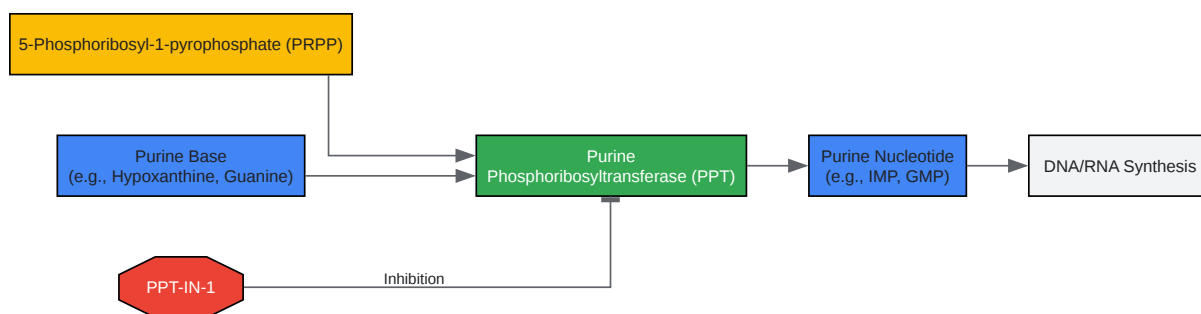 5-Phosphoribosyl-1-pyrophosphate (PRPP)
Purine Base
(e.g., Hypoxanthine, Guanine)
Purine
Phosphoribosyltransferase (PPT)
Purine Nucleotide
(e.g., IMP, GMP)
DNA/RNA Synthesis
PPT-IN-1
Inhibition